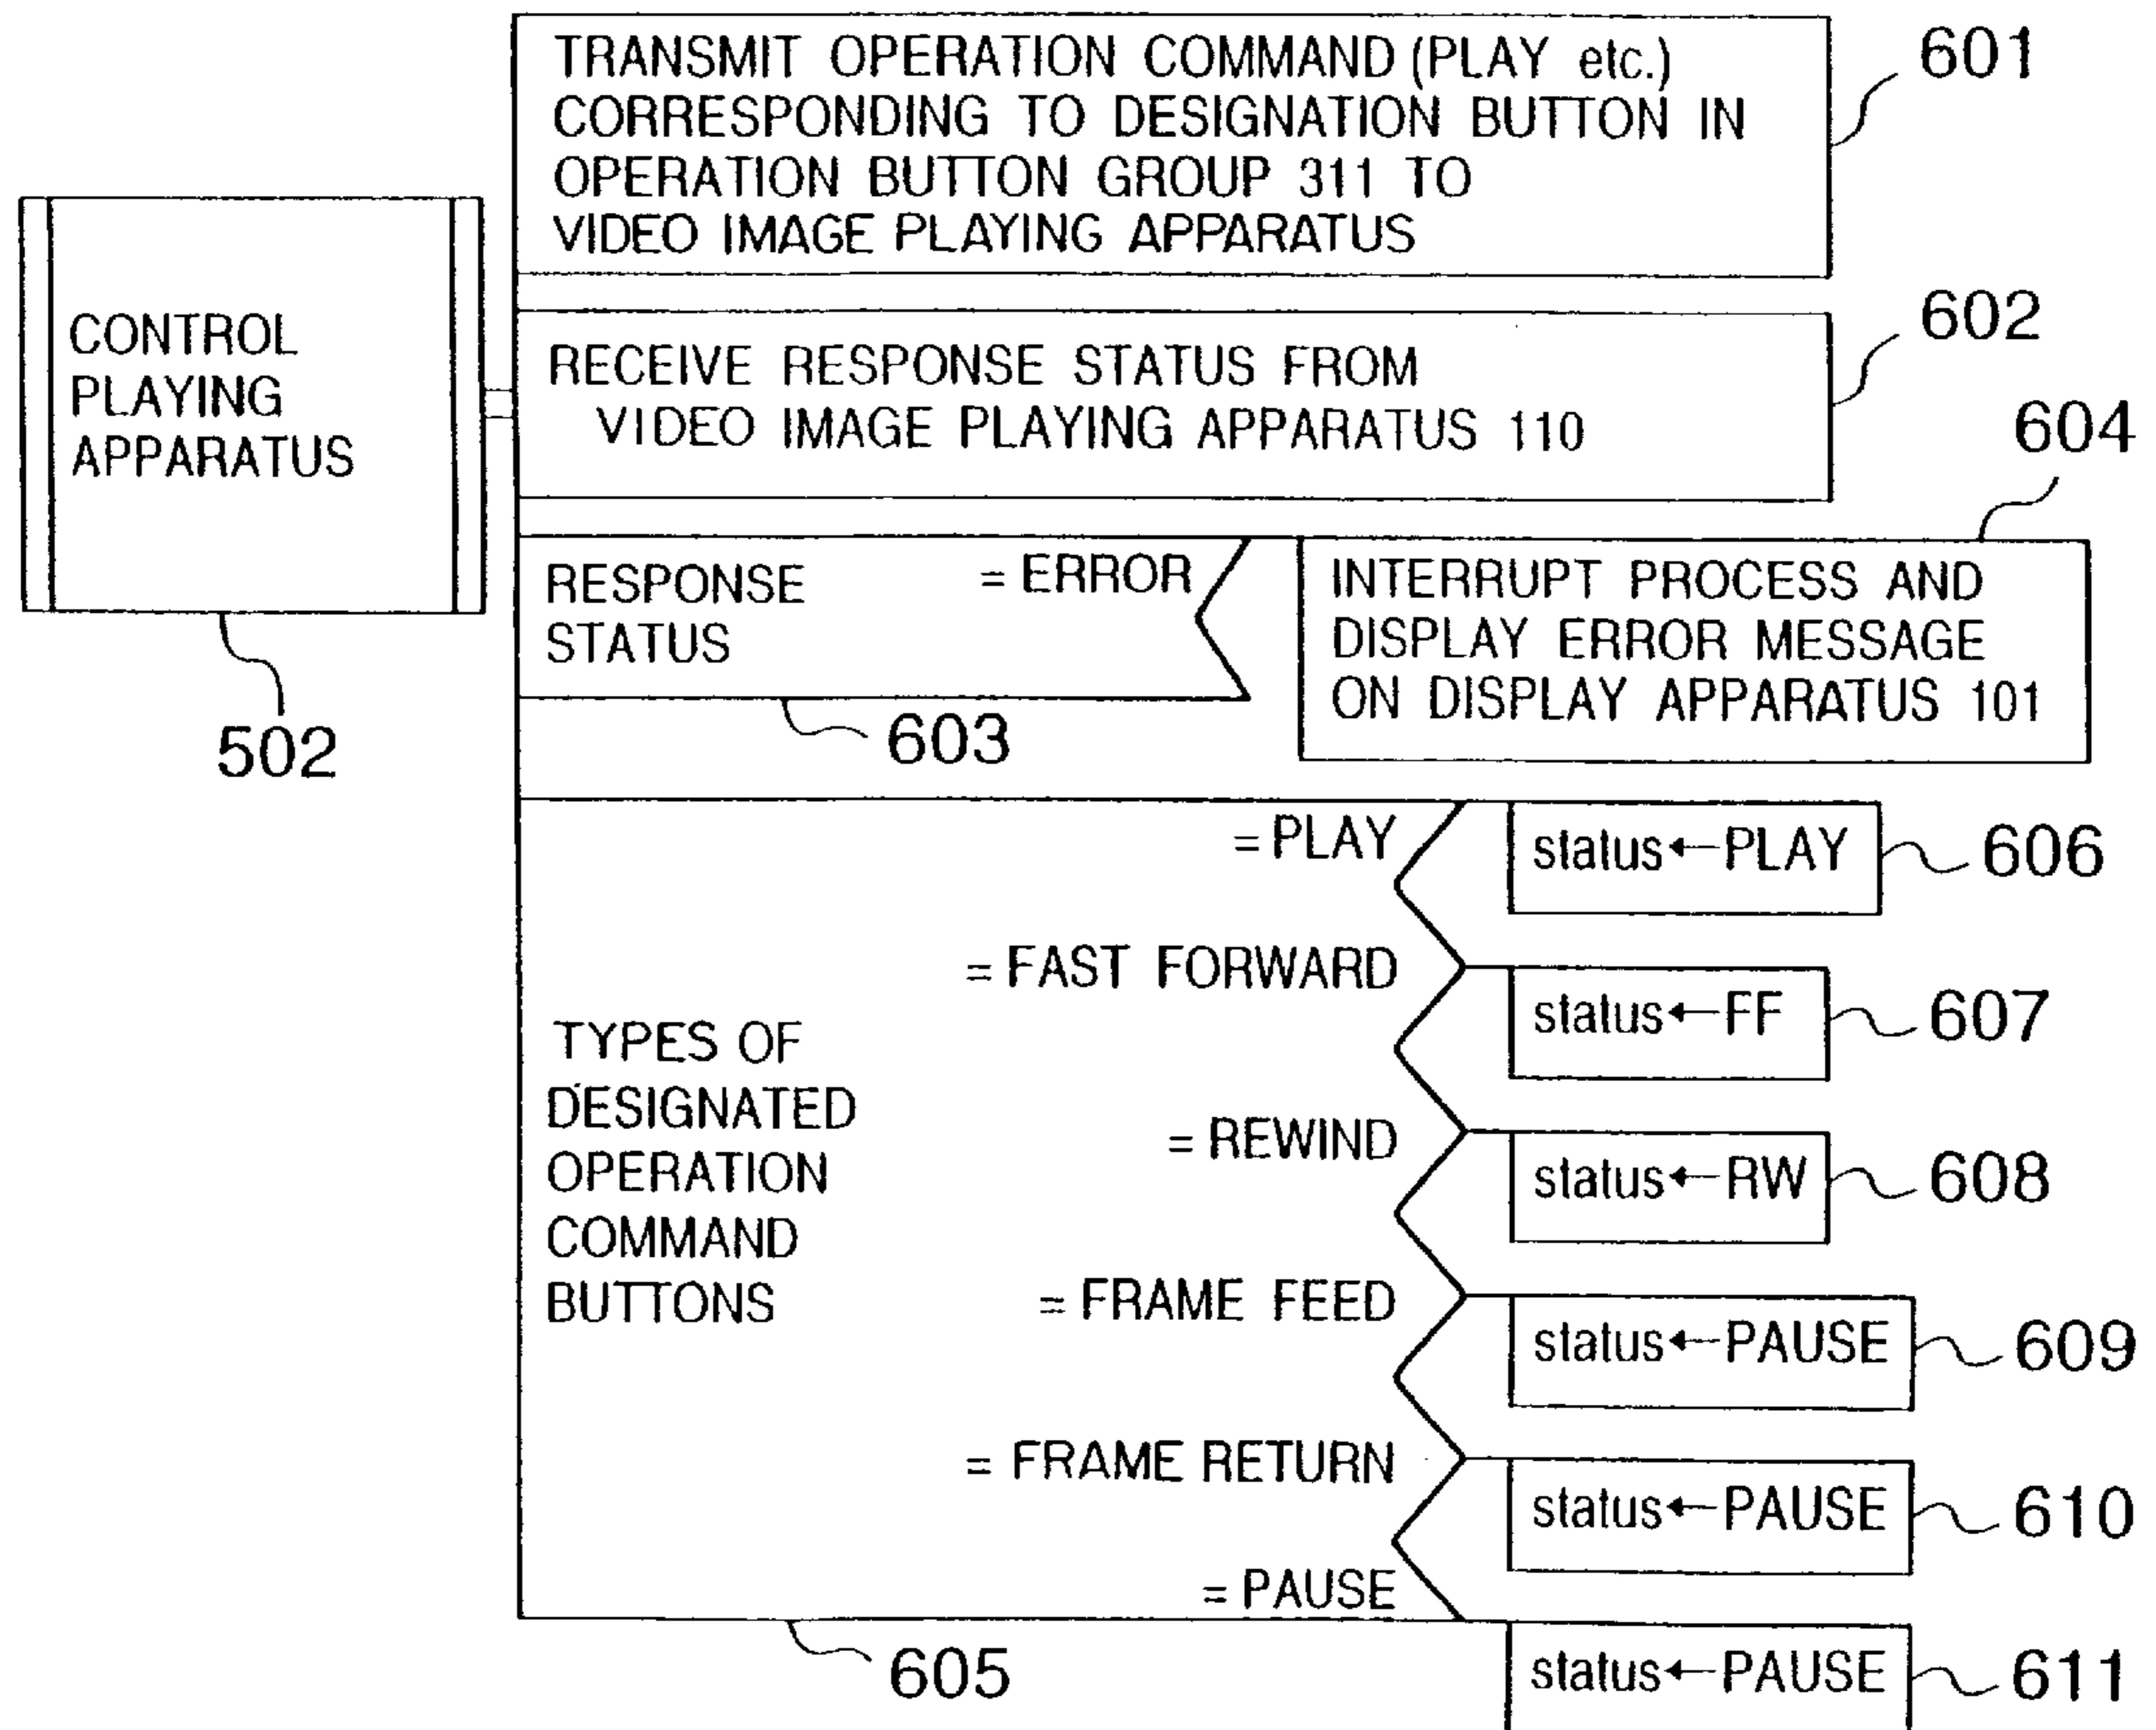 TRANSMIT OPERATION COMMAND (PLAY etc.)
CORRESPONDING TO DESIGNATION BUTTON IN
OPERATION BUTTON GROUP 311 TO
VIDEO IMAGE PLAYING APPARATUS
601
CONTROL
PLAYING
APPARATUS
502
RECEIVE RESPONSE STATUS FROM
VIDEO IMAGE PLAYING APPARATUS 110
602
RESPONSE
STATUS
= ERROR
603
INTERRUPT PROCESS AND
DISPLAY ERROR MESSAGE
ON DISPLAY APPARATUS 101
604
TYPES OF
DESIGNATED
OPERATION
COMMAND
BUTTONS
605
= PLAY
status←PLAY
606
= FAST FORWARD
status←FF
607
= REWIND
status←RW
608
= FRAME FEED
status←PAUSE
609
= FRAME RETURN
status←PAUSE
610
= PAUSE
status←PAUSE
611